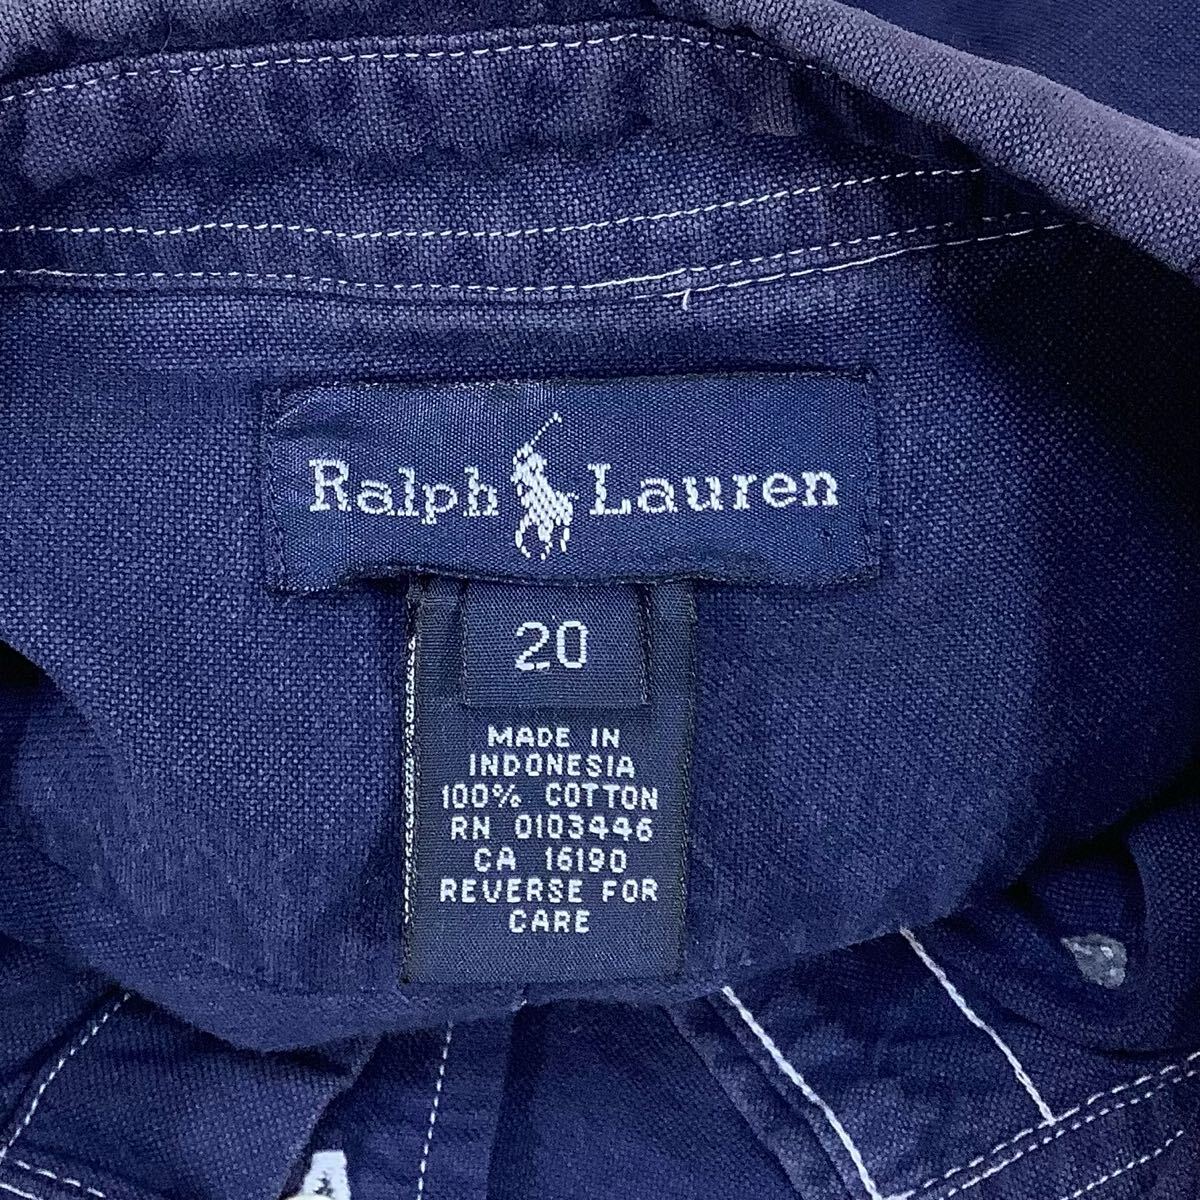 Ralph Lauren
20
MADE IN
INDONESIA
100% COTTON
RN 0103446
CA 16190
REVERSE FOR
CARE